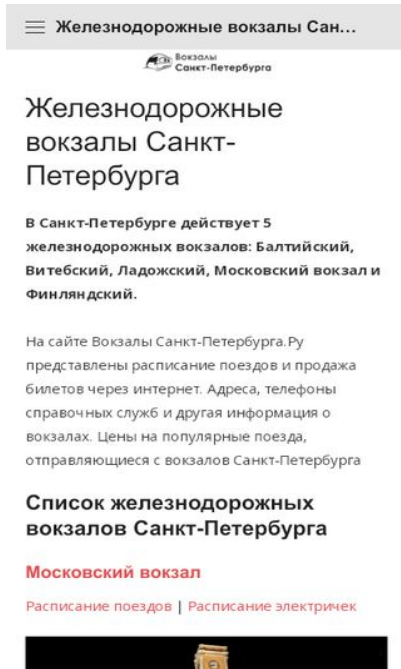 Железнодорожные вокзалы Сан...
Вокзалы
Санкт-Петербурга
Железнодорожные
вокзалы Санкт-
Петербурга
В Санкт-Петербурге действует 5
железнодорожных вокзалов: Балтийский,
Витебский, Ладожский, Московский вокзал и
Финляндский.
На сайте Вокзалы Санкт-Петербурга.Ру
представлены расписание поездов и продажа
билетов через интернет. Адреса, телефоны
справочных служб и другая информация о
вокзалах. Цены на популярные поезда,
отправляющиеся с вокзалов Санкт-Петербурга
Список железнодорожных
вокзалов Санкт-Петербурга
Московский вокзал
Расписание поездов | Расписание электричек